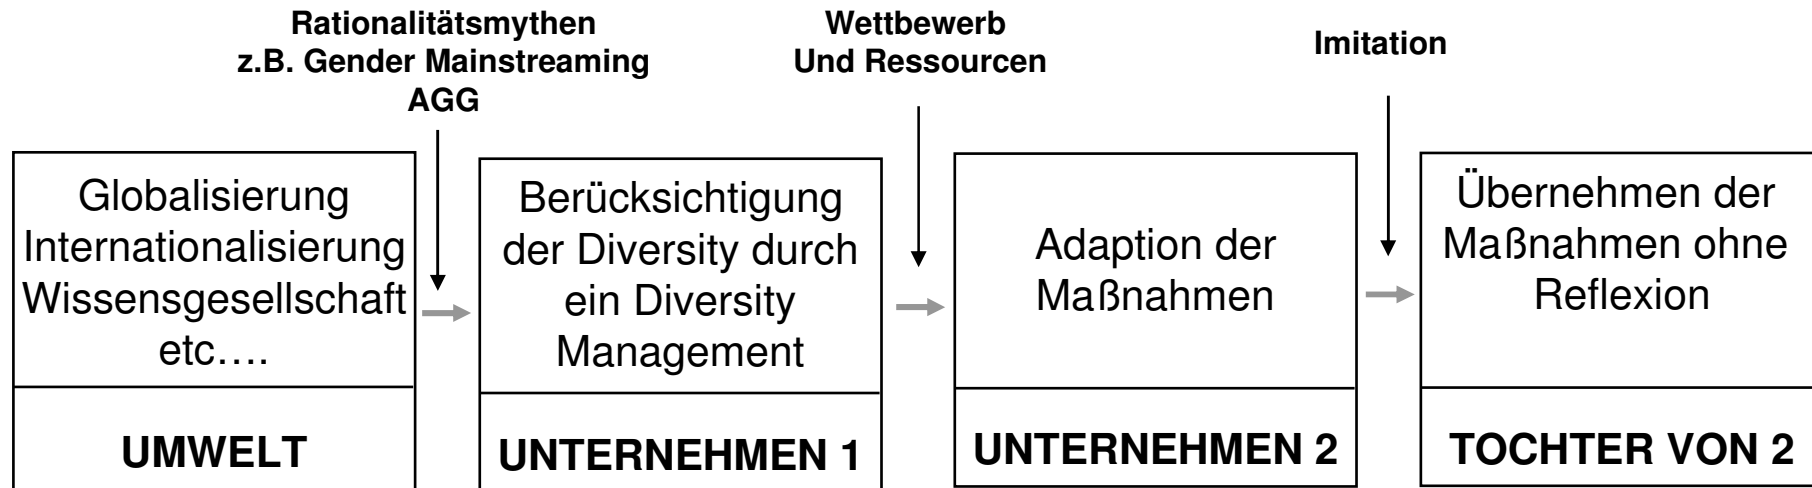 Rationalitätsmythen
z.B. Gender Mainstreaming
AGG
Wettbewerb
Und Ressourcen
Imitation
Globalisierung
Internationalisierung
Wissensgesellschaft
etc....
UMWELT
Berücksichtigung
der Diversity durch
ein Diversity
Management
UNTERNEHMEN 1
Adaption der
Maßnahmen
UNTERNEHMEN 2
Übernehmen der
Maßnahmen ohne
Reflexion
TOCHTER VON 2